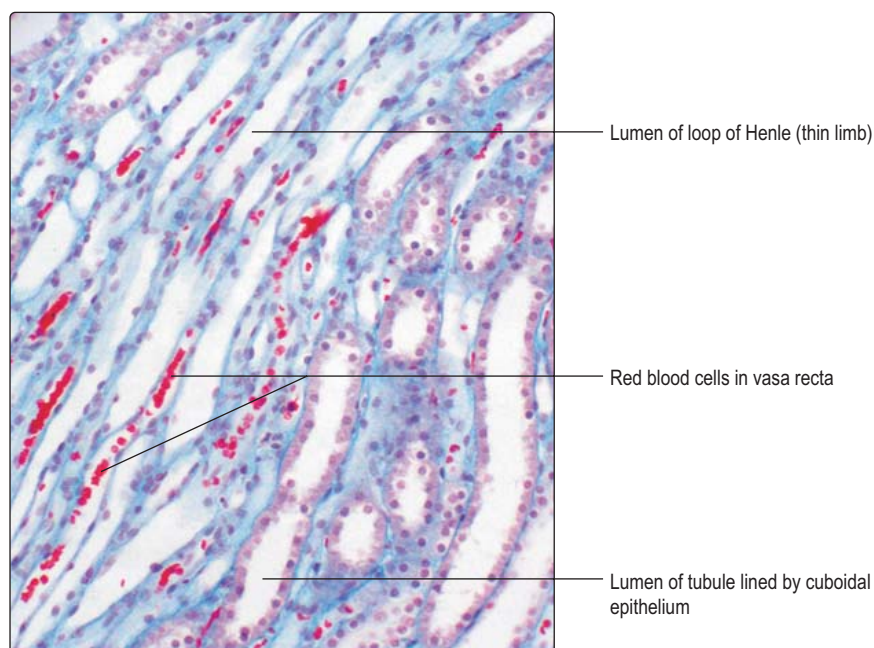 Lumen of loop of Henle (thin limb)
Red blood cells in vasa recta
Lumen of tubule lined by cuboidal
epithelium